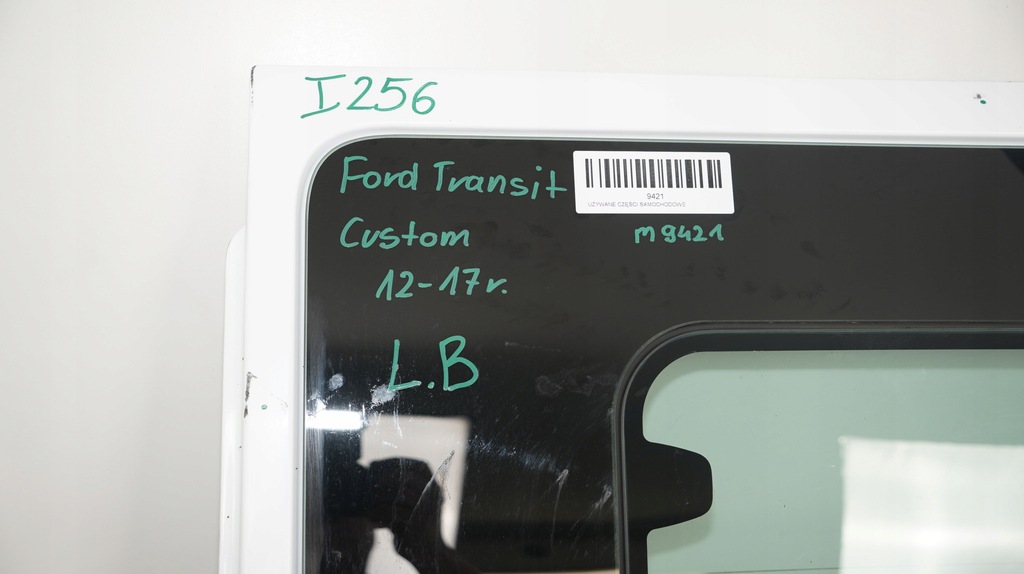 I256
Ford Transit
9421
UŻYWANE CZĘŚCI SAMOCHODOWE
Custom
M9421
12-17r.
L.B